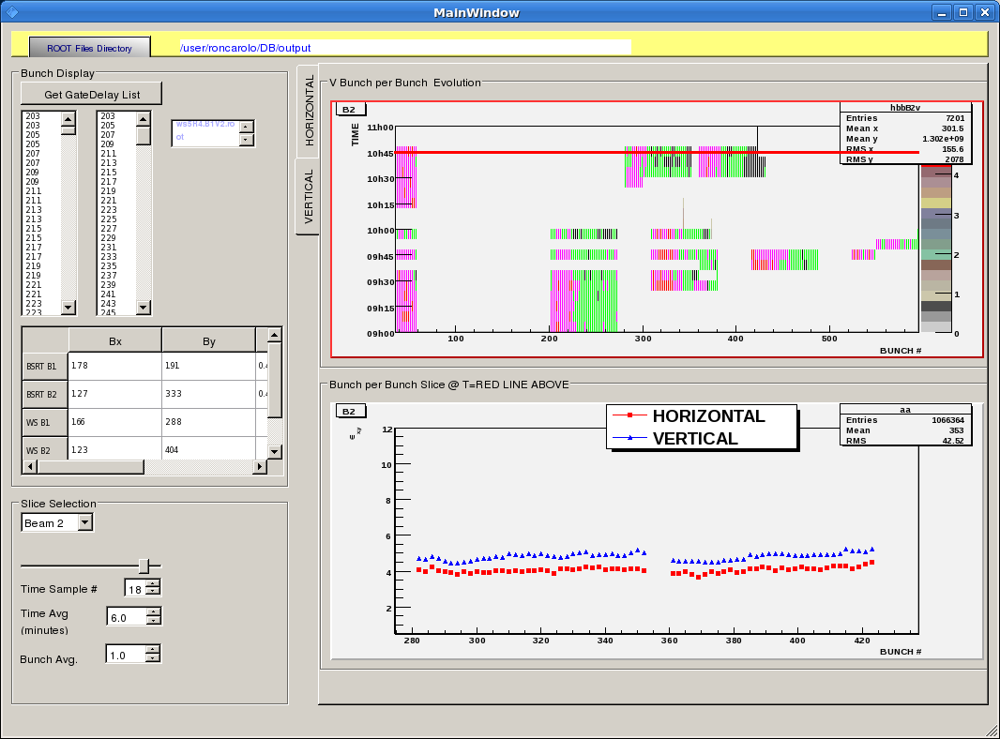 MainWindow
ROOT Files Directory
/user/roncarolo/DB/output
Bunch Display
Get GateDelay List
203
203
205
205
207
207
209
209
211
211
213
213
215
215
217
217
219
219
221
221
223
223
203
205
207
209
211
213
215
217
219
221
223
225
227
229
231
233
235
237
239
241
243
245
ws5R4.B1V2.ro
ot
Bx
By
BSRT B1
1.78
1.91
0.4
BSRT B2
1.27
3.33
0.4
WS B1
1.66
2.88
WS B2
1.23
4.04
Slice Selection
Beam 2
Time Sample #
18
Time Avg
(minutes)
6.0
Bunch Avg.
1.0
HORIZONTAL
VERTICAL
V Bunch per Bunch Evolution
B2
TIME
11h00
10h45
10h30
10h15
10h00
09h45
09h30
09h15
09h00
100
200
300
400
500
BUNCH #
hbbB2v
Entries 7201
Mean x 301.5
Mean y 1.302e+09
RMS x 155.6
RMS y 2078
4
3
2
1
0
Bunch per Bunch Slice @ T=RED LINE ABOVE
B2
HORIZONTAL
VERTICAL
aa
Entries 1066364
Mean 353
RMS 42.52
ε xy
12
10
8
6
4
2
280
300
320
340
360
380
400
420
BUNCH #